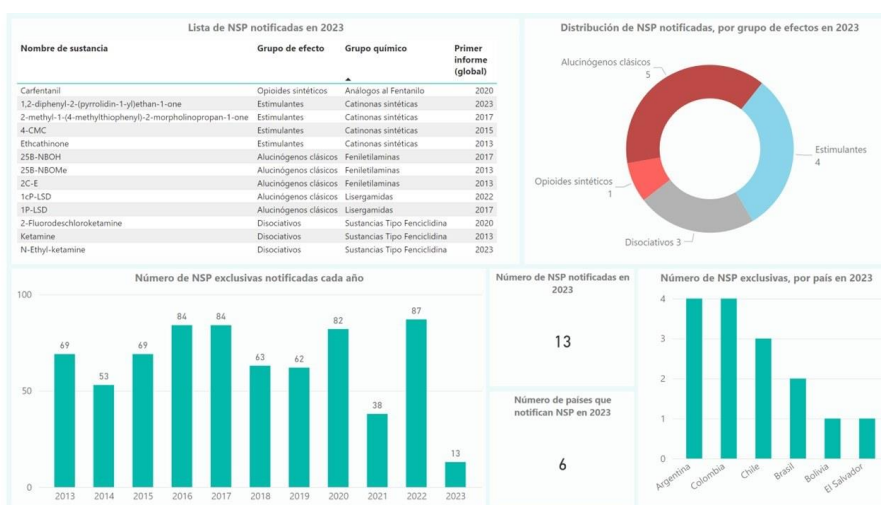 Lista de NSP notificadas en 2023
Nombre de sustancia Grupo de efecto Grupo químico Primer
informe
(global)
Carfentanil Opioides sintéticos Análogos al Fentanilo 2020
1,2-diphenyl-2-(pyrrolidin-1-yl)ethan-1-one Estimulantes Catinonas sintéticas 2023
2-methyl-1-(4-methylthiophenyl)-2-morpholinopropan-1-one Estimulantes Catinonas sintéticas 2017
4-CMC Estimulantes Catinonas sintéticas 2015
Ethcathinone Estimulantes Catinonas sintéticas 2013
25B-NBOH Alucinógenos clásicos Feniletilaminas 2017
25B-NBOMe Alucinógenos clásicos Feniletilaminas 2013
2C-E Alucinógenos clásicos Feniletilaminas 2013
1cP-LSD Alucinógenos clásicos Lisergamidas 2022
1P-LSD Alucinógenos clásicos Lisergamidas 2017
2-Fluorodeschloroketamine Disociativos Sustancias Tipo Fenciclidina 2020
Ketamine Disociativos Sustancias Tipo Fenciclidina 2013
N-Ethyl-ketamine Disociativos Sustancias Tipo Fenciclidina 2023
Distribución de NSP notificadas, por grupo de efectos en 2023
Alucinógenos clásicos
5
Estimulantes
4
Opioides sintéticos
1
Disociativos 3
Número de NSP exclusivas notificadas cada año
100
50
0
69 53 69 84 84 63 62 82 38 87 13
2013 2014 2015 2016 2017 2018 2019 2020 2021 2022 2023
Número de NSP notificadas en
2023
13
Número de países que
notifican NSP en 2023
6
Número de NSP exclusivas, por país en 2023
4
3
2
1
0
Argentina Colombia Chile Brasil Bolivia El Salvador